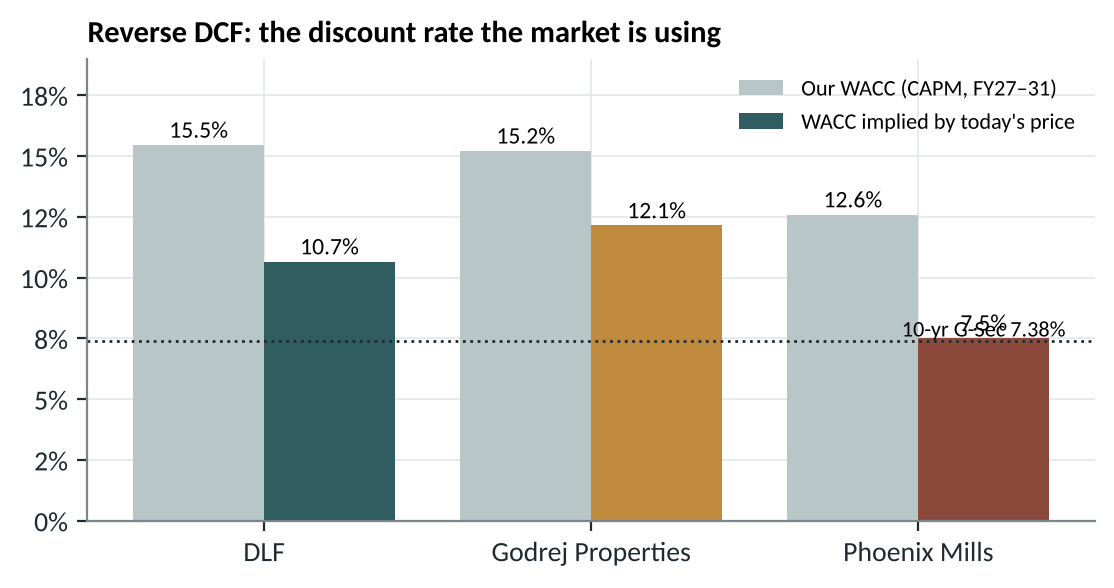 Reverse DCF: the discount rate the market is using
Our WACC (CAPM, FY27–31)
WACC implied by today's price
18%
15%
12%
10%
8%
5%
2%
0%
15.5%
10.7%
15.2%
12.1%
12.6%
7.5%
10-yr G-Sec 7.38%
DLF
Godrej Properties
Phoenix Mills